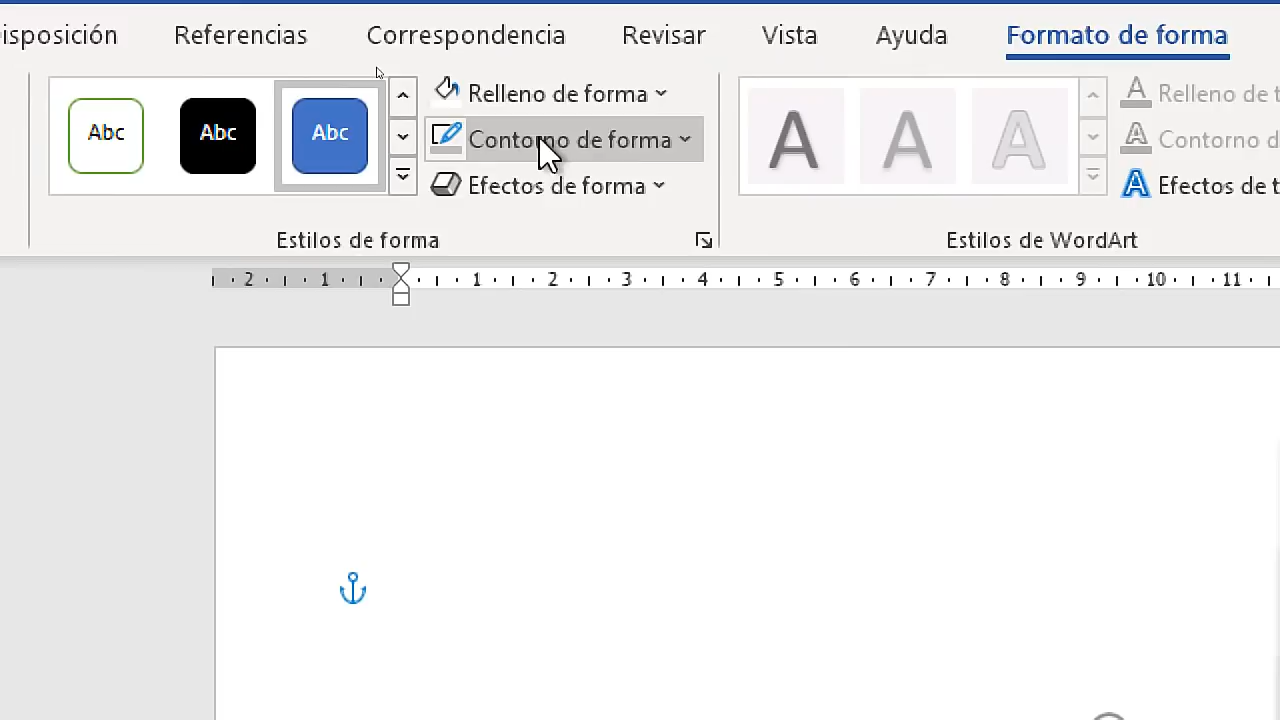 isposición Referencias Correspondencia Revisar Vista Ayuda Formato de forma
Abc Abc Abc
Relleno de forma
Contorno de forma
Efectos de forma
Estilos de forma
A A A
A Relleno de t
A Contorno d
A Efectos de t
Estilos de WordArt
2 1 1 2 3 4 5 6 7 8 9 10 11